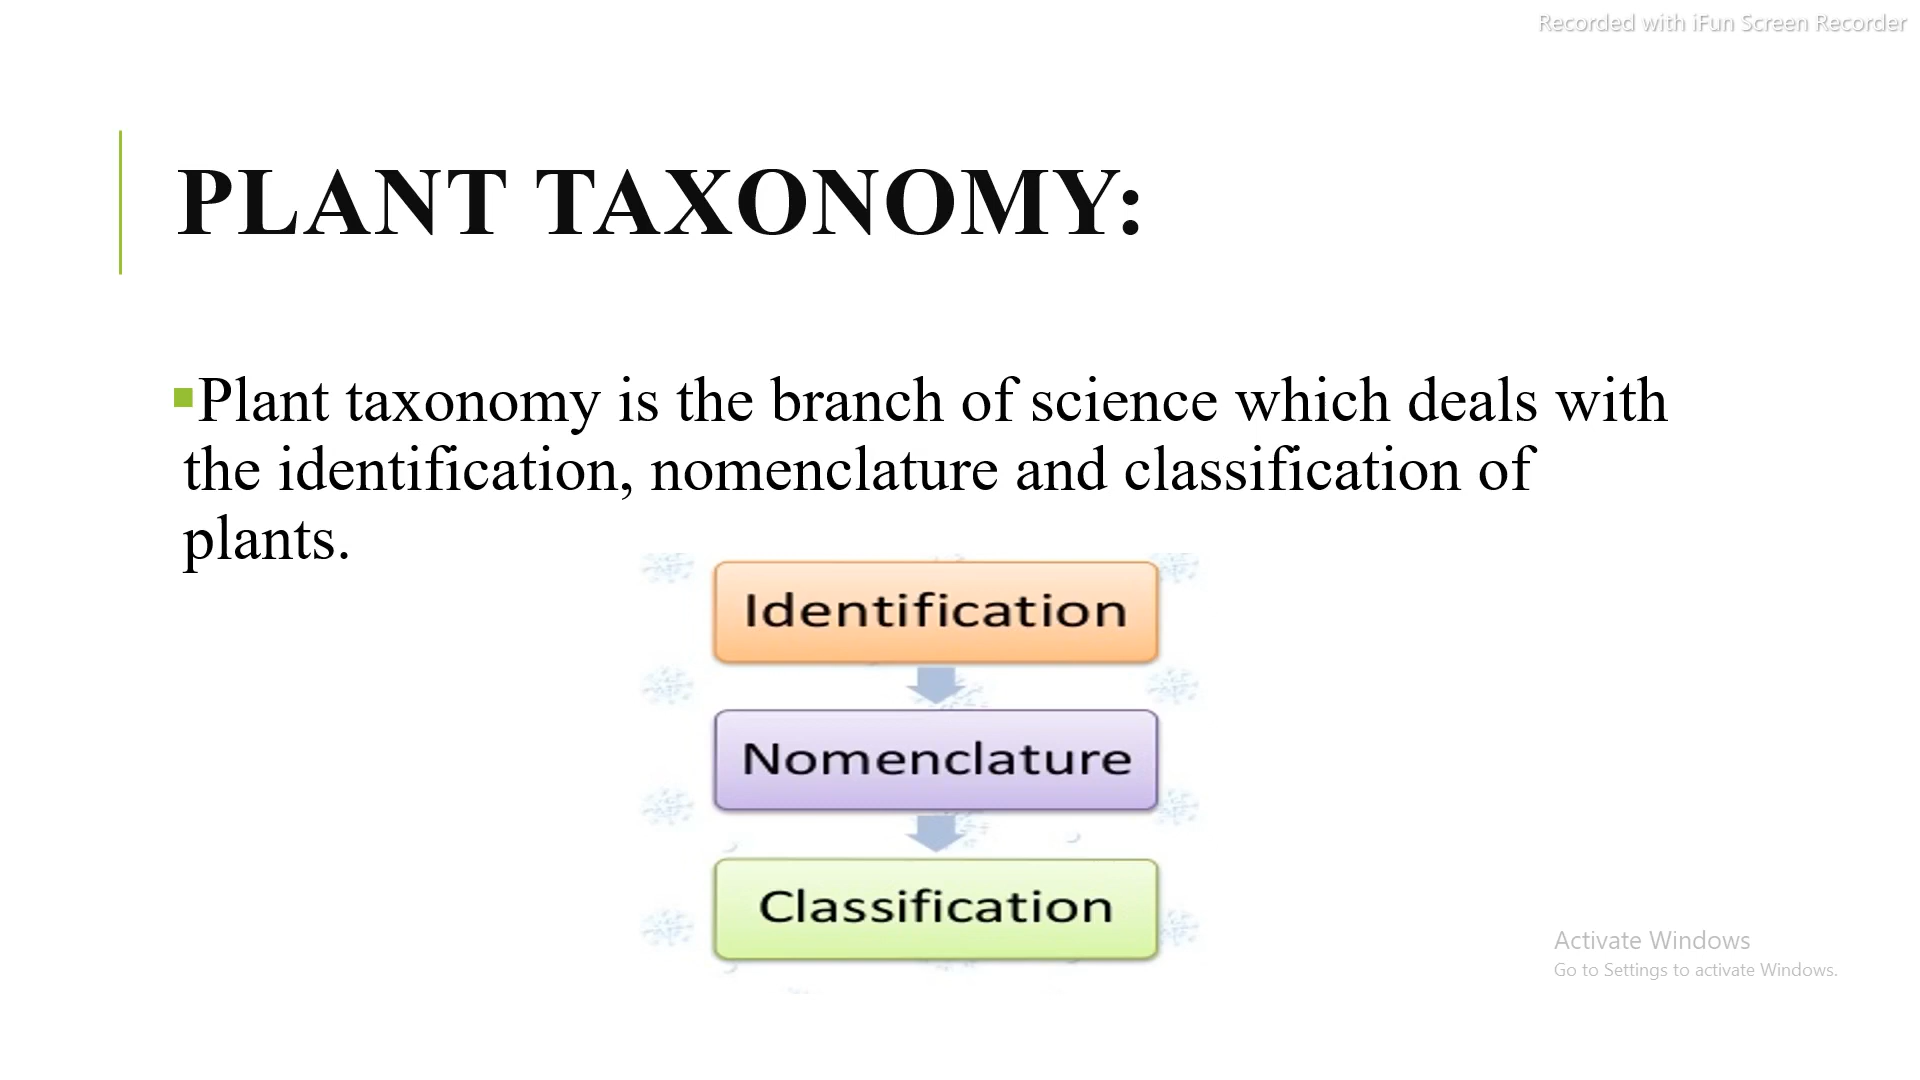 Recorded with iFun Screen Recorder
PLANT TAXONOMY:
▪Plant taxonomy is the branch of science which deals with
the identification, nomenclature and classification of
plants.
Identification
Nomenclature
Classification
Activate Windows
Go to Settings to activate Windows.